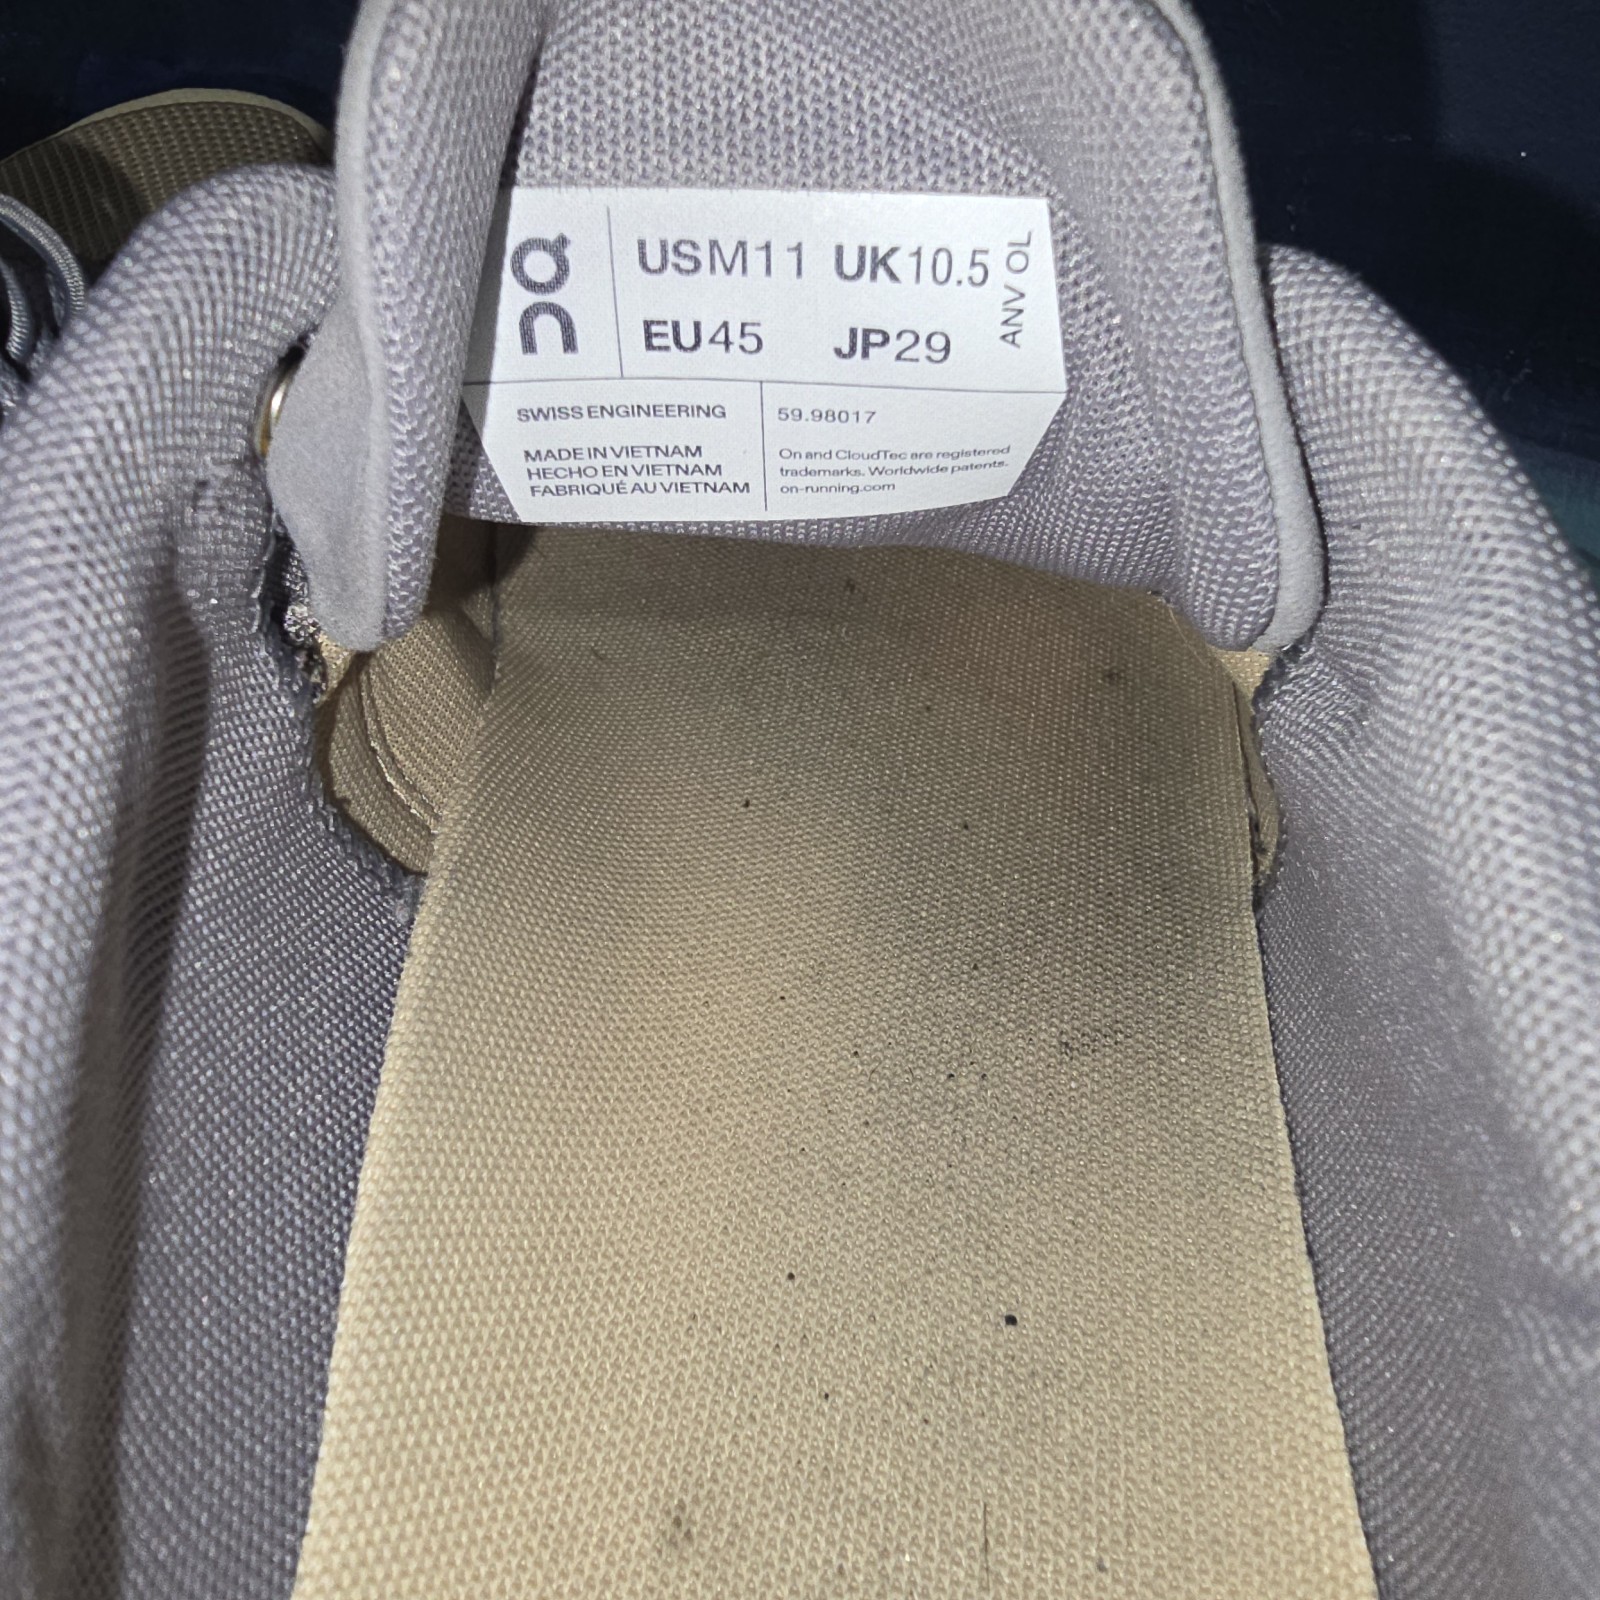 On
USM11 UK10.5
EU45 JP29
ANV OL
SWISS ENGINEERING
MADE IN VIETNAM
HECHO EN VIETNAM
FABRIQUÉ AU VIETNAM
59.98017
On and CloudTec are registered
trademarks. Worldwide patents.
on-running.com